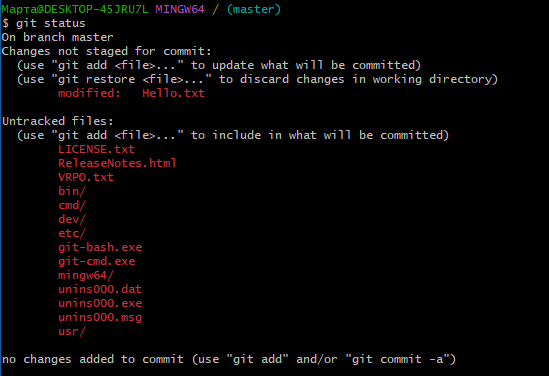 Марта@DESKTOP-45JRU7L MINGW64 / (master)
$ git status
On branch master
Changes not staged for commit:
  (use "git add <file>..." to update what will be committed)
  (use "git restore <file>..." to discard changes in working directory)
        modified:   Hello.txt

Untracked files:
  (use "git add <file>..." to include in what will be committed)
        LICENSE.txt
        ReleaseNotes.html
        VRPO.txt
        bin/
        cmd/
        dev/
        etc/
        git-bash.exe
        git-cmd.exe
        mingw64/
        unins000.dat
        unins000.exe
        unins000.msg
        usr/

no changes added to commit (use "git add" and/or "git commit -a")